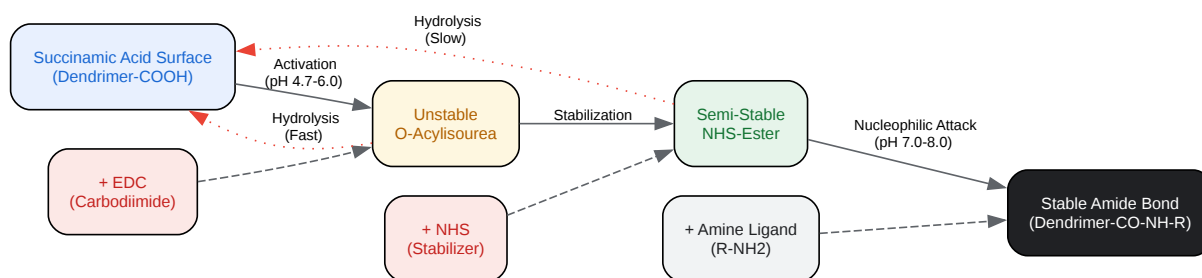 Succinamic Acid Surface
(Dendrimer-COOH)
Activation
(pH 4.7-6.0)
Hydrolysis
(Slow)
Hydrolysis
(Fast)
Unstable
O-Acylisourea
Stabilization
Semi-Stable
NHS-Ester
Nucleophilic Attack
(pH 7.0-8.0)
+ EDC
(Carbodiimide)
+ NHS
(Stabilizer)
+ Amine Ligand
(R-NH2)
Stable Amide Bond
(Dendrimer-CO-NH-R)